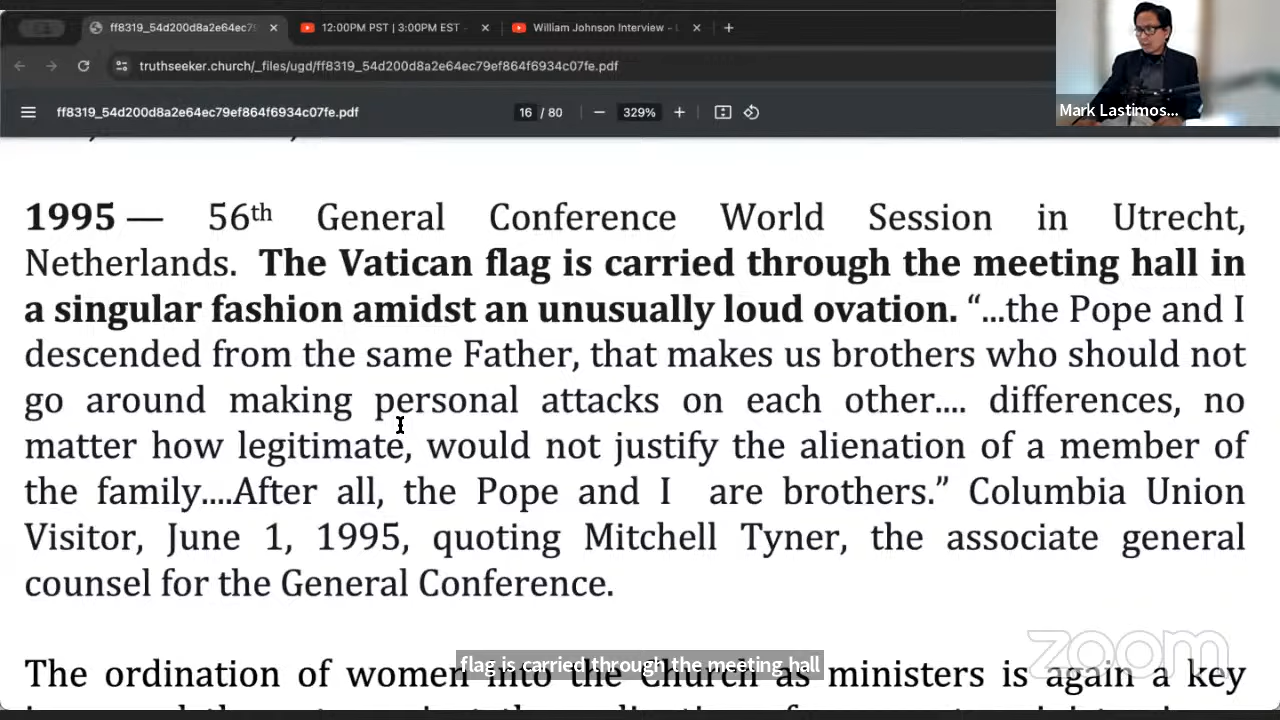 ff8319_54d200d8a2e64ec79
12:00PM PST | 3:00PM EST -
William Johnson Interview -
truthseeker.church/_files/ugd/ff8319_54d200d8a2e64ec79ef864f6934c07fe.pdf
ff8319_54d200d8a2e64ec79ef864f6934c07fe.pdf
16 / 80
329%
Mark Lastimos...
1995 — 56th General Conference World Session in Utrecht,
Netherlands. The Vatican flag is carried through the meeting hall in
a singular fashion amidst an unusually loud ovation. “...the Pope and I
descended from the same Father, that makes us brothers who should not
go around making personal attacks on each other.... differences, no
matter how legitimate, would not justify the alienation of a member of
the family....After all, the Pope and I are brothers.” Columbia Union
Visitor, June 1, 1995, quoting Mitchell Tyner, the associate general
counsel for the General Conference.
The ordination of women into the Church as ministers is again a key
flag is carried through the meeting hall
zoom